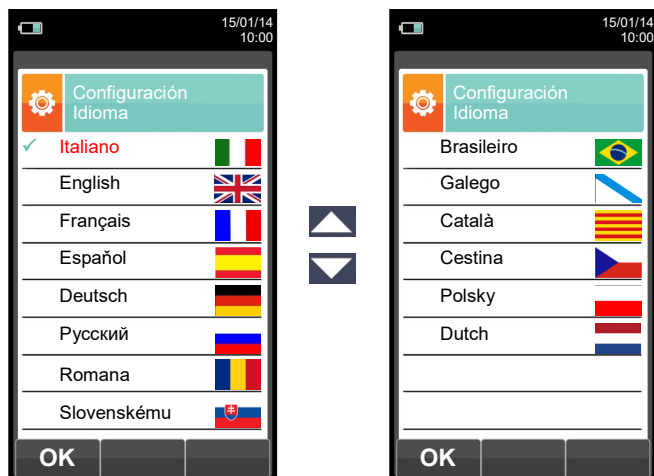 15/01/14
10:00
Configuración
Idioma
✓ Italiano
English
Français
Espaňol
Deutsch
Русский
Romana
Slovenskému
OK
15/01/14
10:00
Configuración
Idioma
Brasileiro
Galego
Català
Cestina
Polsky
Dutch
OK